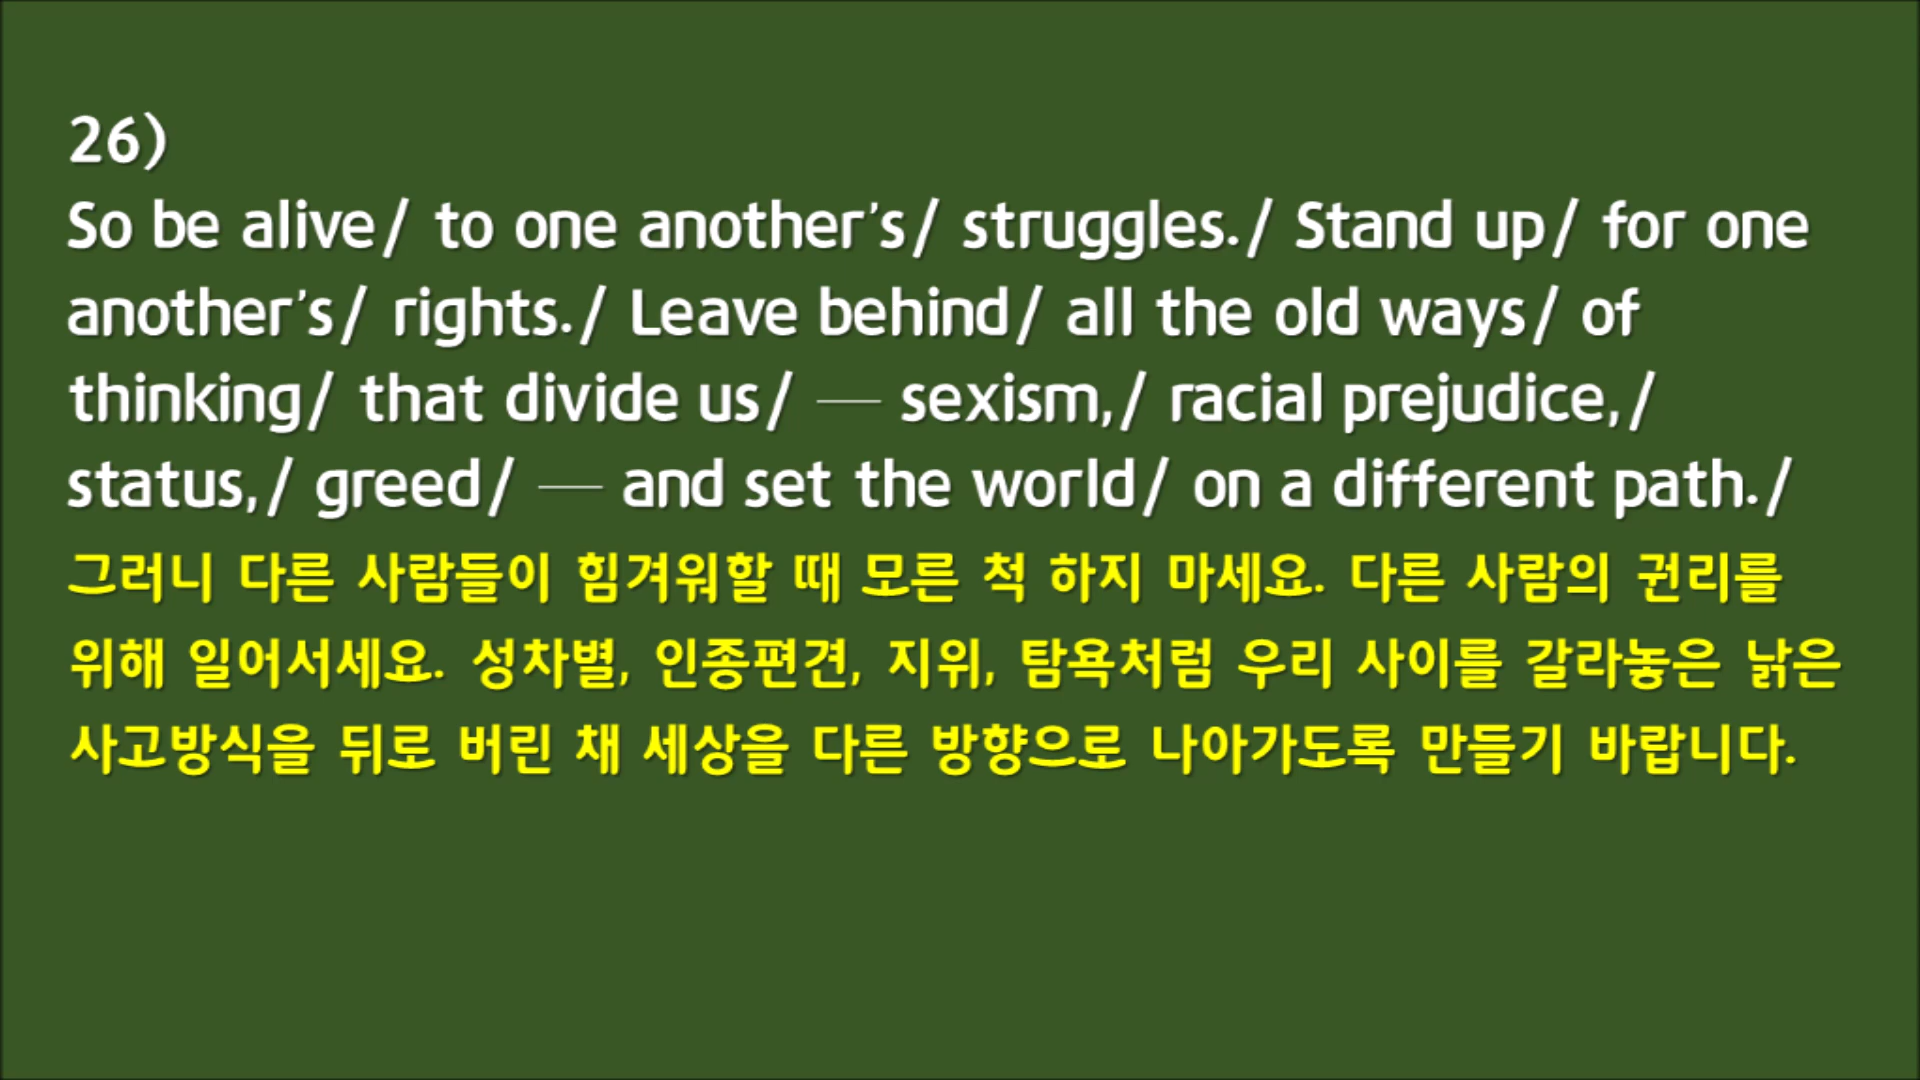 26)
So be alive/ to one another's/ struggles./ Stand up/ for one
another's/ rights./ Leave behind/ all the old ways/ of
thinking/ that divide us/ — sexism,/ racial prejudice,/
status,/ greed/ — and set the world/ on a different path./
그러니 다른 사람들이 힘겨워할 때 모른 척 하지 마세요. 다른 사람의 권리를
위해 일어서세요. 성차별, 인종편견, 지위, 탐욕처럼 우리 사이를 갈라놓은 낡은
사고방식을 뒤로 버린 채 세상을 다른 방향으로 나아가도록 만들기 바랍니다.